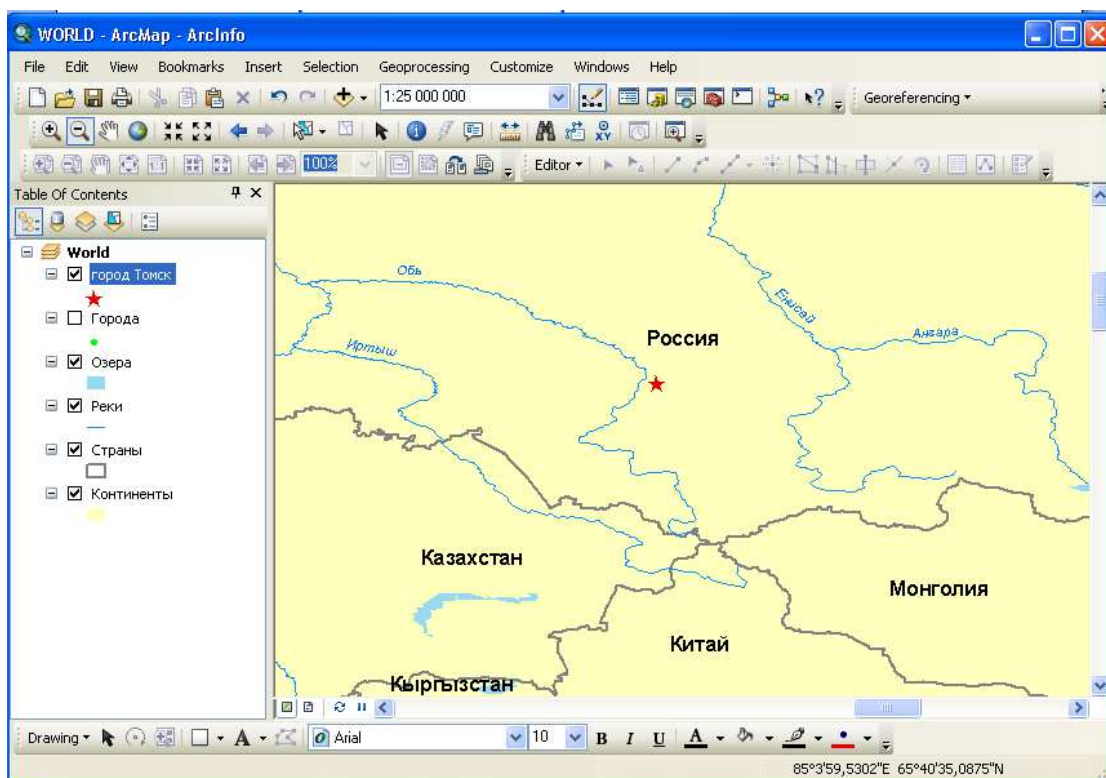 WORLD - ArcMap - ArcInfo
File Edit View Bookmarks Insert Selection Geoprocessing Customize Windows Help
1:25 000 000
Georeferencing
100%
Editor
Table Of Contents
World
город Томск
Города
Озера
Реки
Страны
Континенты
Обь
Енисей
Ангара
Иртыш
Россия
Казахстан
Монголия
Китай
Кыргызстан
Drawing
A
Arial
10
B I U A
85°3'59,5302"E 65°40'35,0875"N